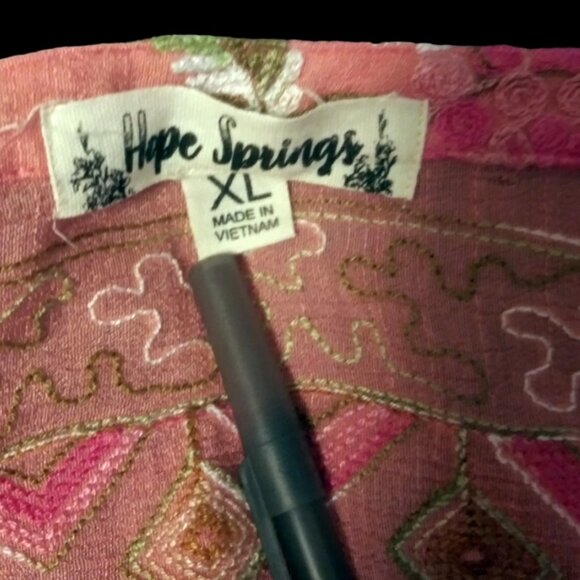 Hope Springs
XL
MADE IN
VIETNAM